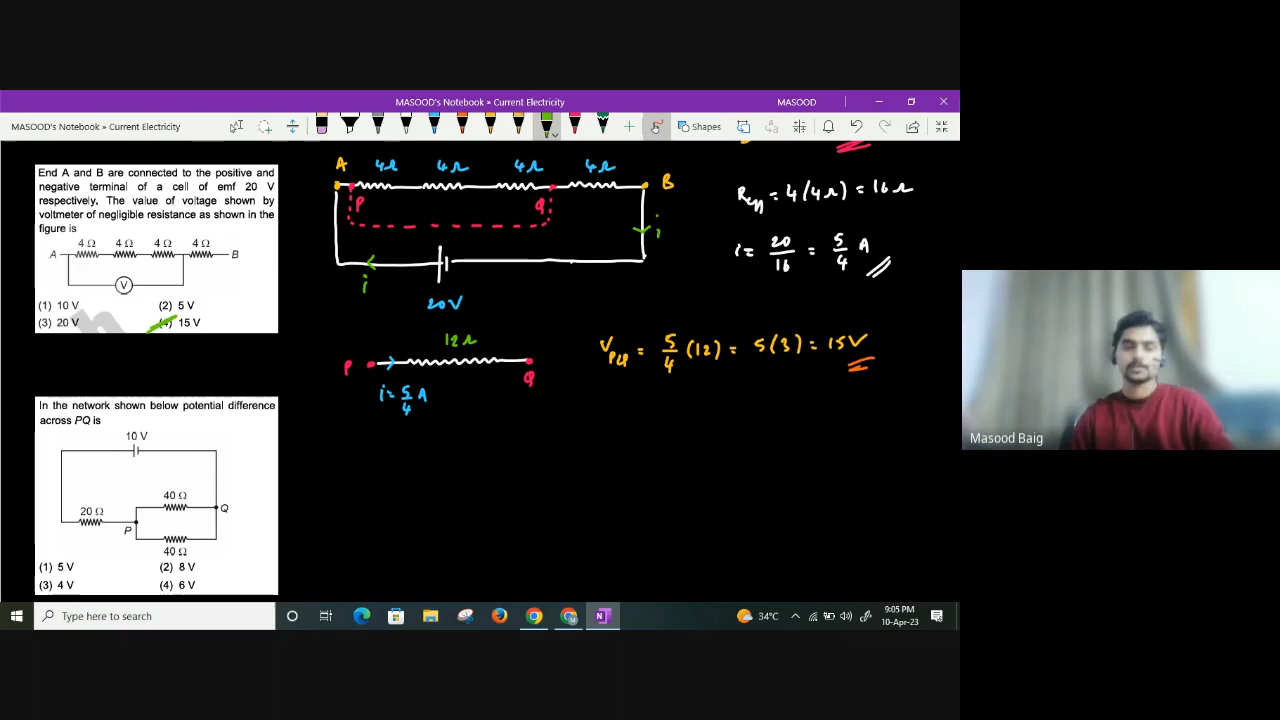 MASOOD's Notebook » Current Electricity
MASOOD
MASOOD's Notebook » Current Electricity
Shapes
End A and B are connected to the positive and
negative terminal of a cell of emf 20 V
respectively. The value of voltage shown by
voltmeter of negligible resistance as shown in the
figure is
4 Ω 4 Ω 4 Ω 4 Ω
A B
V
(1) 10 V (2) 5 V
(3) 20 V (4) 15 V
A 4Ω 4Ω 4Ω 4Ω B
P Q
i i
20V
Reff = 4(4Ω) = 16Ω
i = 20/16 = 5/4 A
12Ω
P Q
i = 5/4 A
VPQ = 5/4 (12) = 5(3) = 15V
In the network shown below potential difference
across PQ is
10 V
40 Ω
20 Ω
P Q
40 Ω
(1) 5 V (2) 8 V
(3) 4 V (4) 6 V
Masood Baig
Type here to search
34°C
9:05 PM
10-Apr-23